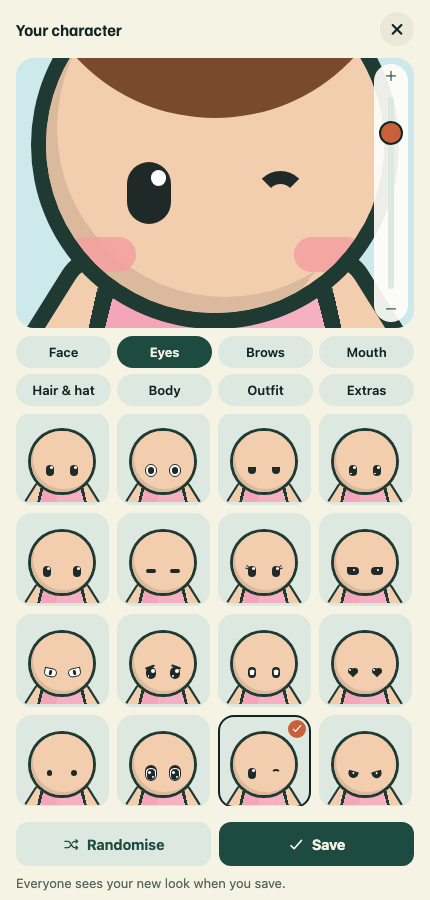 Your character
Face
Eyes
Brows
Mouth
Hair & hat
Body
Outfit
Extras
Randomise
Save
Everyone sees your new look when you save.